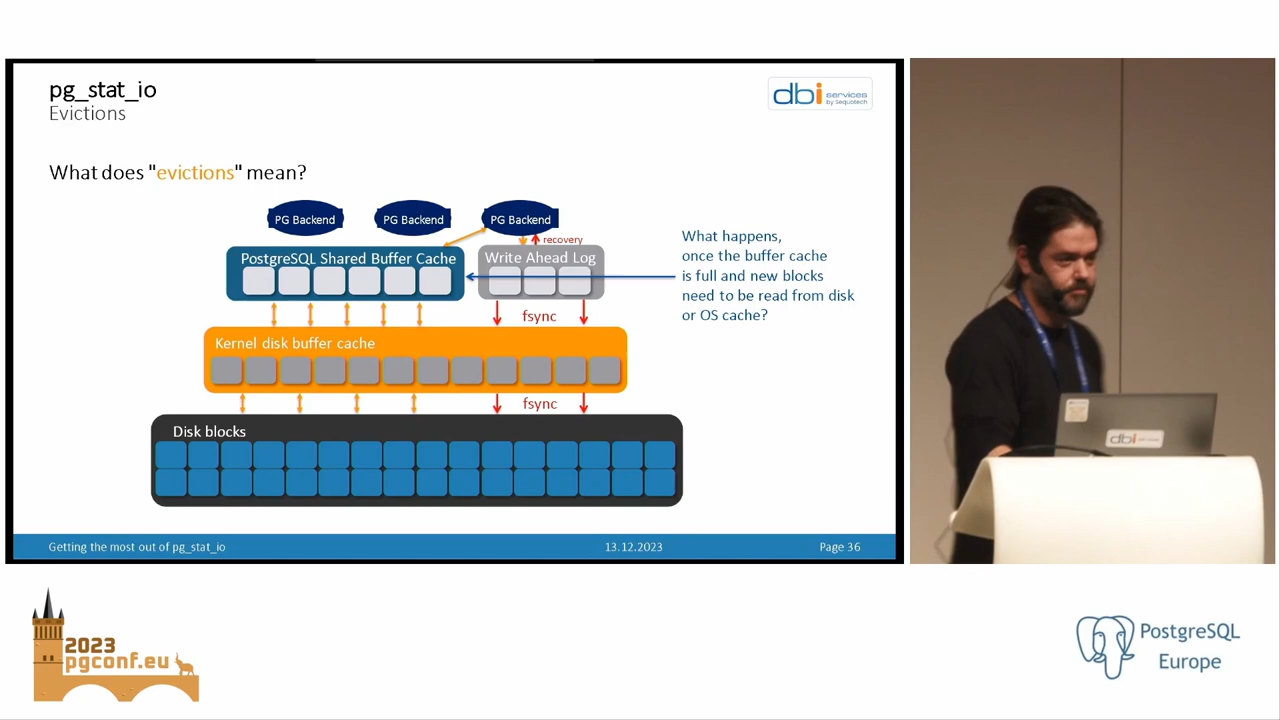 pg_stat_io
Evictions
dbi services
by Sequotech
What does "evictions" mean?
PG Backend
PG Backend
PG Backend
recovery
PostgreSQL Shared Buffer Cache
Write Ahead Log
What happens,
once the buffer cache
is full and new blocks
need to be read from disk
or OS cache?
fsync
Kernel disk buffer cache
fsync
Disk blocks
Getting the most out of pg_stat_io
13.12.2023
Page 36
dbi
2023
pgconf.eu
PostgreSQL
Europe